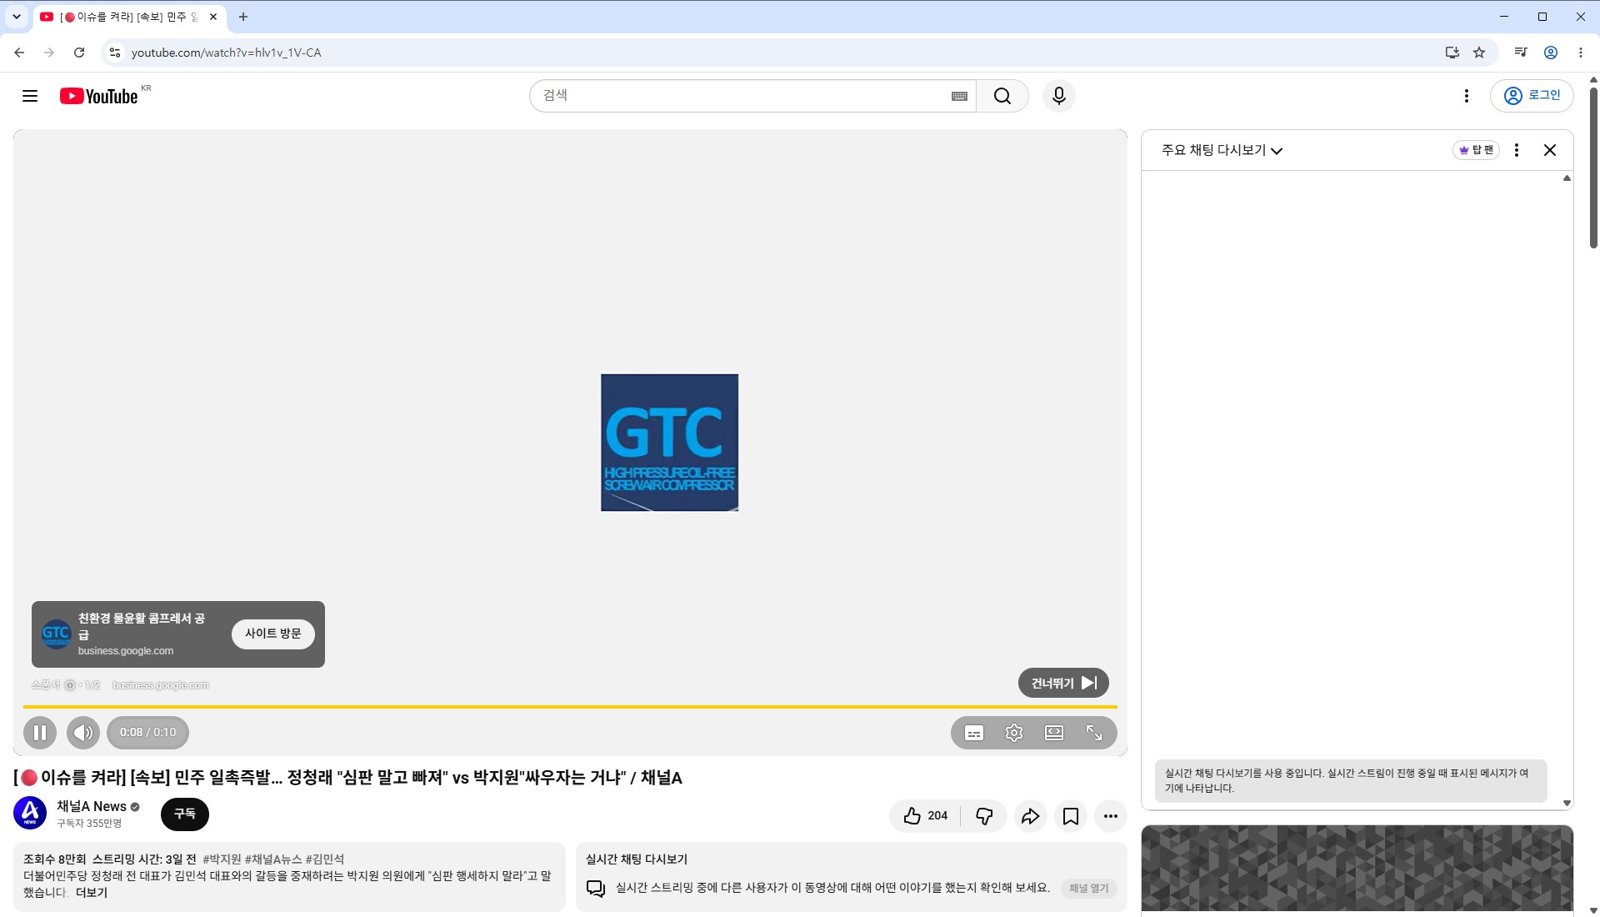 [🔴이슈를 켜라] [속보] 민주 일
youtube.com/watch?v=hlv1v_1V-CA
YouTube KR
검색
로그인
주요 채팅 다시보기
탑 팬
GTC
HIGH PRESSURE OIL-FREE
SCREW AIR COMPRESSOR
GTC
친환경 물윤활 콤프레서 공
급
business.google.com
사이트 방문
스폰서 · 1/2 business.google.com
건너뛰기
0:08 / 0:10
실시간 채팅 다시보기를 사용 중입니다. 실시간 스트림이 진행 중일 때 표시된 메시지가 여
기에 나타납니다.
[🔴이슈를 켜라] [속보] 민주 일촉즉발... 정청래 "심판 말고 빠져" vs 박지원"싸우자는 거냐" / 채널A
NEWS
채널A News
구독자 355만명
구독
204
조회수 8만회 스트리밍 시간: 3일 전 #박지원 #채널A뉴스 #김민석
더불어민주당 정청래 전 대표가 김민석 대표와의 갈등을 중재하려는 박지원 의원에게 "심판 행세하지 말라"고 말
했습니다. 더보기
실시간 채팅 다시보기
실시간 스트리밍 중에 다른 사용자가 이 동영상에 대해 어떤 이야기를 했는지 확인해 보세요.
패널 열기